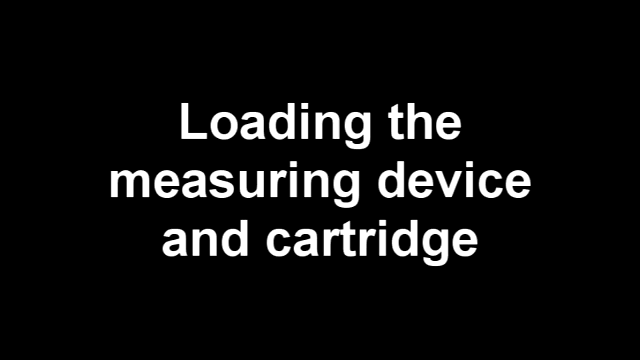 Loading the
measuring device
and cartridge